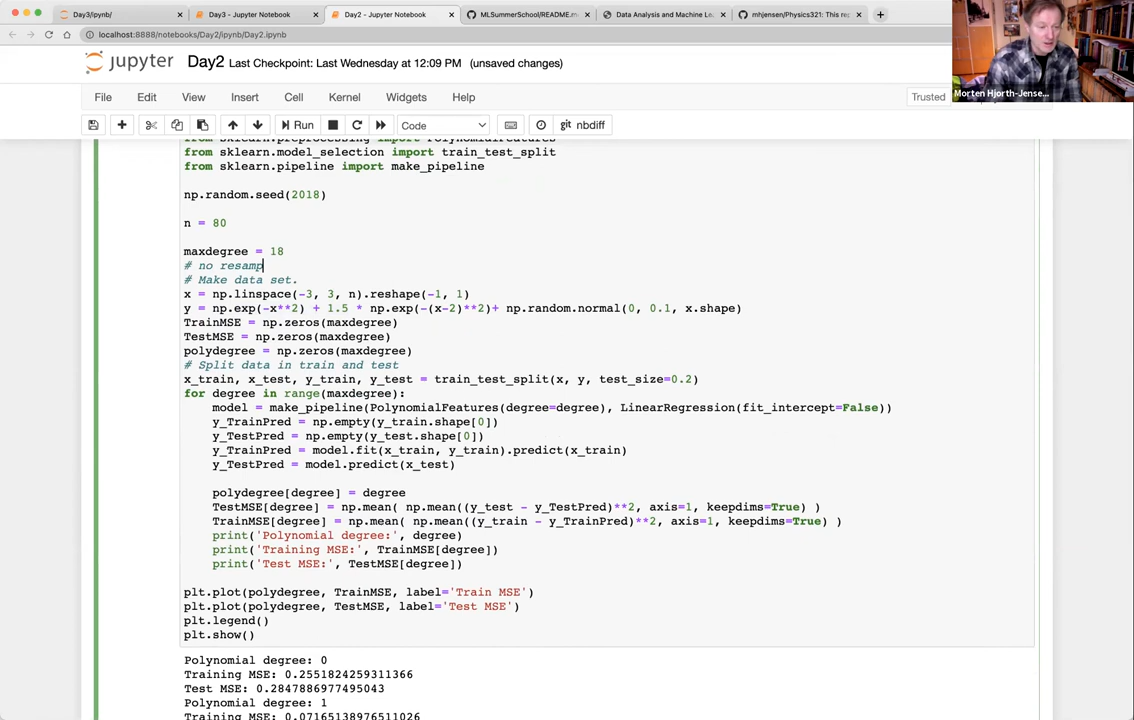 Day3/ipynb/
Day3 - Jupyter Notebook
Day2 - Jupyter Notebook
MLSummerSchool/README.m
Data Analysis and Machine Le
mhjensen/Physics321: This re
localhost:8888/notebooks/Day2/ipynb/Day2.ipynb
Morten Hjorth-Jense...
jupyter Day2 Last Checkpoint: Last Wednesday at 12:09 PM (unsaved changes)
File Edit View Insert Cell Kernel Widgets Help
Trusted
Run Code nbdiff
from sklearn.preprocessing import PolynomialFeatures
from sklearn.model_selection import train_test_split
from sklearn.pipeline import make_pipeline
np.random.seed(2018)
n = 80
maxdegree = 18
# no resamp
# Make data set.
x = np.linspace(-3, 3, n).reshape(-1, 1)
y = np.exp(-x**2) + 1.5 * np.exp(-(x-2)**2)+ np.random.normal(0, 0.1, x.shape)
TrainMSE = np.zeros(maxdegree)
TestMSE = np.zeros(maxdegree)
polydegree = np.zeros(maxdegree)
# Split data in train and test
x_train, x_test, y_train, y_test = train_test_split(x, y, test_size=0.2)
for degree in range(maxdegree):
model = make_pipeline(PolynomialFeatures(degree=degree), LinearRegression(fit_intercept=False))
y_TrainPred = np.empty(y_train.shape[0])
y_TestPred = np.empty(y_test.shape[0])
y_TrainPred = model.fit(x_train, y_train).predict(x_train)
y_TestPred = model.predict(x_test)
polydegree[degree] = degree
TestMSE[degree] = np.mean( np.mean((y_test - y_TestPred)**2, axis=1, keepdims=True) )
TrainMSE[degree] = np.mean( np.mean((y_train - y_TrainPred)**2, axis=1, keepdims=True) )
print('Polynomial degree:', degree)
print('Training MSE:', TrainMSE[degree])
print('Test MSE:', TestMSE[degree])
plt.plot(polydegree, TrainMSE, label='Train MSE')
plt.plot(polydegree, TestMSE, label='Test MSE')
plt.legend()
plt.show()
Polynomial degree: 0
Training MSE: 0.2551824259311366
Test MSE: 0.2847886977495043
Polynomial degree: 1
Training MSE: 0.07165138976511026